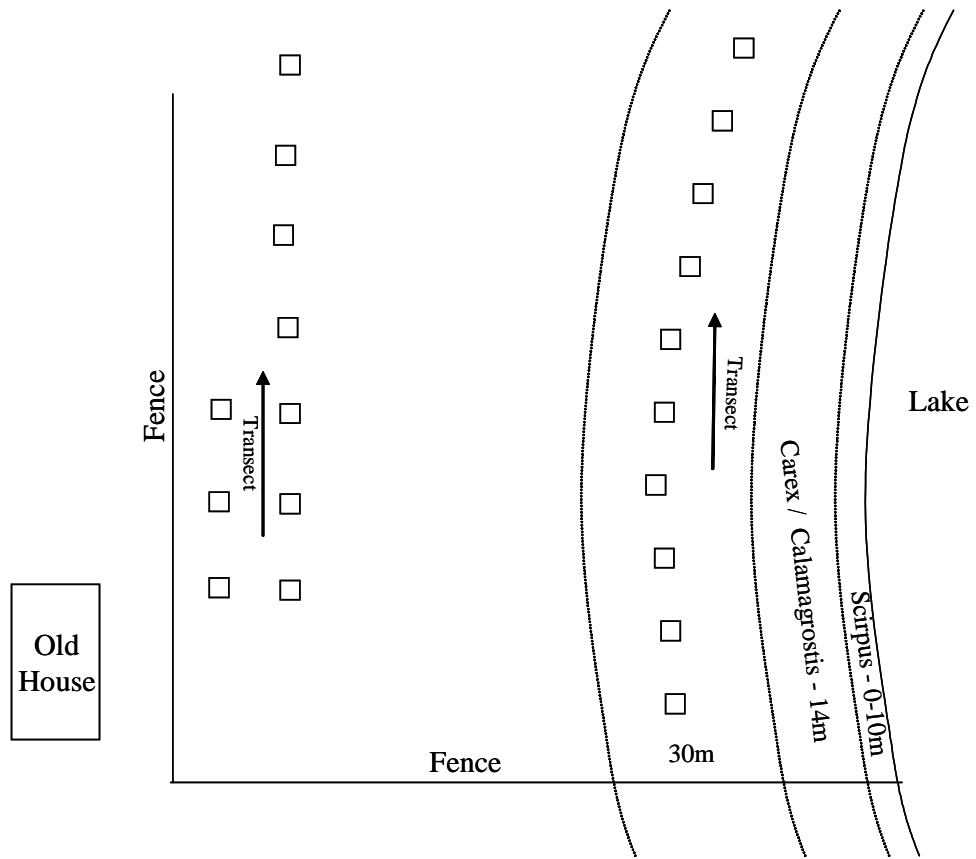 Fence
Transect
Transect
Lake
Carex / Calamagrostis - 14m
Scirpus - 0-10m
Old
House
30m
Fence